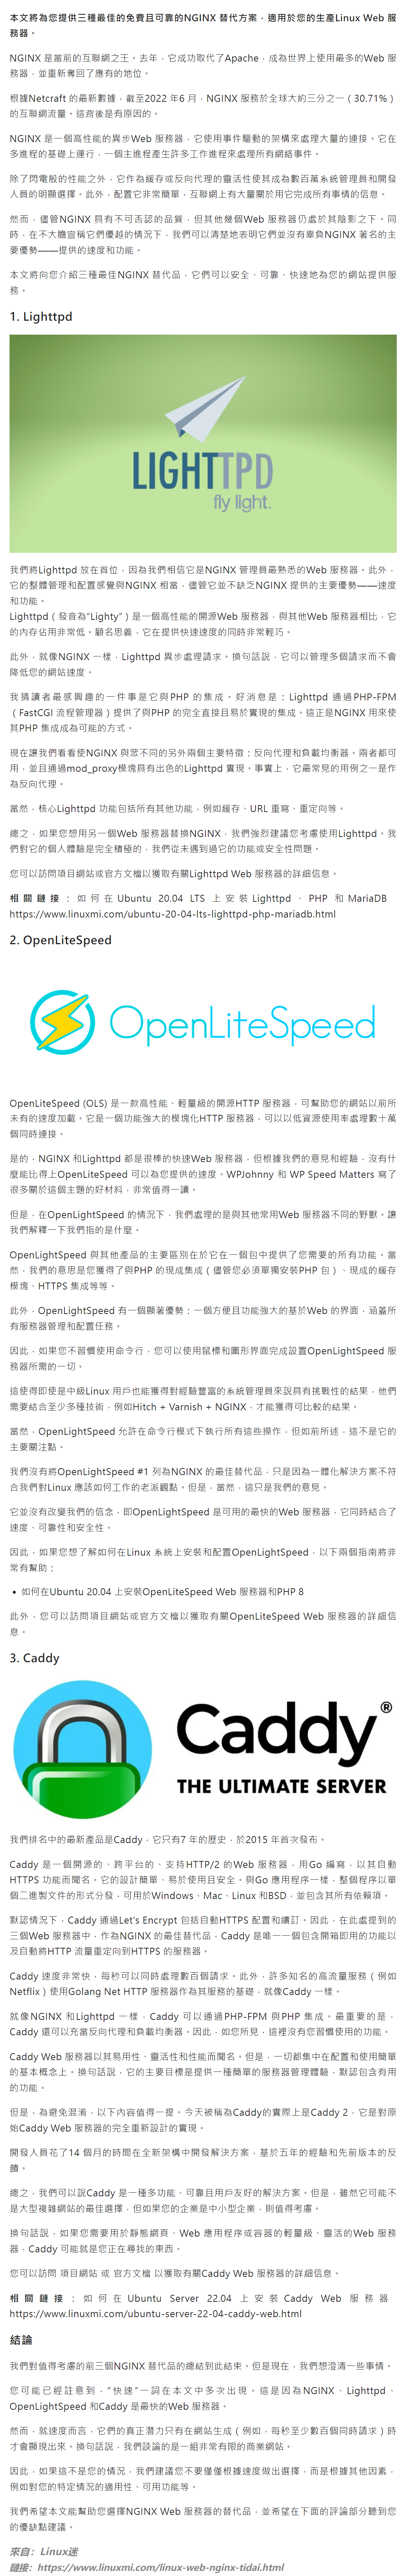 本文將為您提供三種最佳的免費且可靠的NGINX 替代方案，適用於您的生產Linux Web 服
務器。
NGINX 是當前的互聯網之王。去年，它成功取代了Apache，成為世界上使用最多的Web 服
務器，並重新奪回了應有的地位。
根據Netcraft 的最新數據，截至2022 年6 月，NGINX 服務於全球大約三分之一（30.71%）
的互聯網流量。這背後是有原因的。
NGINX 是一個高性能的異步Web 服務器，它使用事件驅動的架構來處理大量的連接。它在
多進程的基礎上運行，一個主進程產生許多工作進程來處理所有網絡事件。
除了閃電般的性能之外，它作為緩存或反向代理的靈活性使其成為數百萬系統管理員和開發
人員的明顯選擇。此外，配置它非常簡單，互聯網上有大量關於用它完成所有事情的信息。
然而，儘管NGINX 具有不可否認的品質，但其他幾個Web 服務器仍處於其陰影之下。同
時，在不大膽宣稱它們優越的情況下，我們可以清楚地表明它們並沒有辜負NGINX 著名的主
要優勢——提供的速度和功能。
本文將向您介紹三種最佳NGINX 替代品，它們可以安全、可靠、快速地為您的網站提供服
務。
1. Lighttpd
LIGHTTPD
fly light.
我們將Lighttpd 放在首位，因為我們相信它是NGINX 管理員最熟悉的Web 服務器。此外，
它的整體管理和配置感覺與NGINX 相當，儘管它並不缺乏NGINX 提供的主要優勢——速度
和功能。
Lighttpd（發音為“Lighty”）是一個高性能的開源Web 服務器，與其他Web 服務器相比，它
的內存佔用非常低。顧名思義，它在提供快速速度的同時非常輕巧。
此外，就像NGINX 一樣，Lighttpd 異步處理請求。換句話說，它可以管理多個請求而不會
降低您的網站速度。
我猜讀者最感興趣的一件事是它與PHP 的集成。好消息是：Lighttpd 通過PHP-FPM
（FastCGI 流程管理器）提供了與PHP 的完全直接且易於實現的集成。這正是NGINX 用來使
其PHP 集成成為可能的方式。
現在讓我們看看使NGINX 與眾不同的另外兩個主要特徵：反向代理和負載均衡器。兩者都可
用，並且通過mod_proxy模塊具有出色的Lighttpd 實現。事實上，它最常見的用例之一是作
為反向代理。
當然，核心Lighttpd 功能包括所有其他功能，例如緩存、URL 重寫、重定向等。
總之，如果您想用另一個Web 服務器替換NGINX，我們強烈建議您考慮使用Lighttpd。我
們對它的個人體驗是完全積極的，我們從未遇到過它的功能或安全性問題。
您可以訪問項目網站或官方文檔以獲取有關Lighttpd Web 服務器的詳細信息。
相關鏈接：如何在Ubuntu 20.04 LTS 上安裝Lighttpd、PHP 和MariaDB
https://www.linuxmi.com/ubuntu-20-04-lts-lighttpd-php-mariadb.html
2. OpenLiteSpeed
OpenLiteSpeed
OpenLiteSpeed (OLS) 是一款高性能、輕量級的開源HTTP 服務器，可幫助您的網站以前所
未有的速度加載。它是一個功能強大的模塊化HTTP 服務器，可以以低資源使用率處理數十萬
個同時連接。
是的，NGINX 和Lighttpd 都是很棒的快速Web 服務器，但根據我們的意見和經驗，沒有什
麼能比得上OpenLiteSpeed 可以為您提供的速度。WPJohnny 和 WP Speed Matters 寫了
很多關於這個主題的好材料，非常值得一讀。
但是，在OpenLightSpeed 的情況下，我們處理的是與其他常用Web 服務器不同的野獸。讓
我們解釋一下我們指的是什麼。
OpenLightSpeed 與其他產品的主要區別在於它在一個包中提供了您需要的所有功能。當
然，我們的意思是您獲得了與PHP 的現成集成（儘管您必須單獨安裝PHP 包）、現成的緩存
模塊、HTTPS 集成等等。
此外，OpenLightSpeed 有一個顯著優勢：一個方便且功能強大的基於Web 的界面，涵蓋所
有服務器管理和配置任務。
因此，如果您不習慣使用命令行，您可以使用鼠標和圖形界面完成設置OpenLightSpeed 服
務器所需的一切。
這使得即使是中級Linux 用戶也能獲得對經驗豐富的系統管理員來說具有挑戰性的結果，他們
需要結合至少多種技術，例如Hitch + Varnish + NGINX，才能獲得可比較的結果。
當然，OpenLightSpeed 允許在命令行模式下執行所有這些操作，但如前所述，這不是它的
主要關注點。
我們沒有將OpenLightSpeed #1 列為NGINX 的最佳替代品，只是因為一體化解決方案不符
合我們對Linux 應該如何工作的老派觀點。但是，當然，這只是我們的意見。
它並沒有改變我們的信念，即OpenLightSpeed 是可用的最快的Web 服務器，它同時結合了
速度、可靠性和安全性。
因此，如果您想了解如何在Linux 系統上安裝和配置OpenLightSpeed，以下兩個指南將非
常有幫助：
• 如何在Ubuntu 20.04 上安裝OpenLiteSpeed Web 服務器和PHP 8
此外，您可以訪問項目網站或官方文檔以獲取有關OpenLiteSpeed Web 服務器的詳細信
息。
3. Caddy
Caddy®
THE ULTIMATE SERVER
我們排名中的最新產品是Caddy，它只有7 年的歷史，於2015 年首次發布。
Caddy 是一個開源的、跨平台的、支持HTTP/2 的Web 服務器，用Go 編寫，以其自動
HTTPS 功能而聞名。它的設計簡單、易於使用且安全。與Go 應用程序一樣，整個程序以單
個二進製文件的形式分發，可用於Windows、Mac、Linux 和BSD，並包含其所有依賴項。
默認情況下，Caddy 通過Let's Encrypt 包括自動HTTPS 配置和續訂。因此，在此處提到的
三個Web 服務器中，作為NGINX 的最佳替代品，Caddy 是唯一一個包含開箱即用的功能以
及自動將HTTP 流量重定向到HTTPS 的服務器。
Caddy 速度非常快，每秒可以同時處理數百個請求。此外，許多知名的高流量服務（例如
Netflix）使用Golang Net HTTP 服務器作為其服務的基礎，就像Caddy 一樣。
就像NGINX 和Lighttpd 一樣，Caddy 可以通過PHP-FPM 與PHP 集成。最重要的是，
Caddy 還可以充當反向代理和負載均衡器。因此，如您所見，這裡沒有您習慣使用的功能。
Caddy Web 服務器以其易用性、靈活性和性能而聞名。但是，一切都集中在配置和使用簡單
的基本概念上。換句話說，它的主要目標是提供一種簡單的服務器管理體驗，默認包含有用
的功能。
但是，為避免混淆，以下內容值得一提。今天被稱為Caddy的實際上是Caddy 2，它是對原
始Caddy Web 服務器的完全重新設計的實現。
開發人員花了14 個月的時間在全新架構中開發解決方案，基於五年的經驗和先前版本的反
饋。
總之，我們可以說Caddy 是一種多功能、可靠且用戶友好的解決方案。但是，雖然它可能不
是大型複雜網站的最佳選擇，但如果您的企業是中小型企業，則值得考慮。
換句話說，如果您需要用於靜態網頁、Web 應用程序或容器的輕量級、靈活的Web 服務
器，Caddy 可能就是您正在尋找的東西。
您可以訪問 項目網站 或 官方文檔 以獲取有關Caddy Web 服務器的詳細信息。
相關鏈接：如何在Ubuntu Server 22.04 上安裝Caddy Web 服務器
https://www.linuxmi.com/ubuntu-server-22-04-caddy-web.html
結論
我們對值得考慮的前三個NGINX 替代品的總結到此結束。但是現在，我們想澄清一些事情。
您可能已經註意到，“快速”一詞在本文中多次出現。這是因為NGINX、Lighttpd、
OpenLightSpeed 和Caddy 是最快的Web 服務器。
然而，就速度而言，它們的真正潛力只有在網站生成（例如，每秒至少數百個同時請求）時
才會顯現出來。換句話說，我們談論的是一組非常有限的商業網站。
因此，如果這不是您的情況，我們建議您不要僅僅根據速度做出選擇，而是根據其他因素，
例如對您的特定情況的適用性、可用功能等。
我們希望本文能幫助您選擇NGINX Web 服務器的替代品，並希望在下面的評論部分聽到您
的優缺點建議。
來自：Linux迷
鏈接：https://www.linuxmi.com/linux-web-nginx-tidai.html